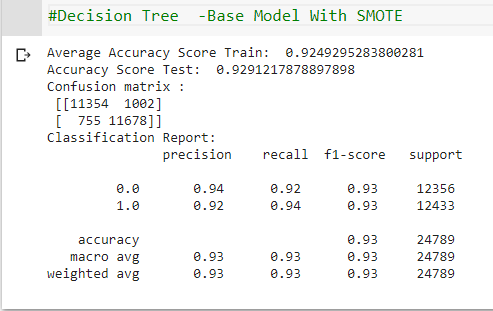 #Decision Tree  -Base Model With SMOTE
Average Accuracy Score Train:  0.9249295283800281
Accuracy Score Test:  0.9291217878897898
Confusion matrix :
[[11354  1002]
[  755 11678]]
Classification Report:
precision    recall  f1-score   support
0.0       0.94      0.92      0.93     12356
1.0       0.92      0.94      0.93     12433
accuracy                           0.93     24789
macro avg       0.93      0.93      0.93     24789
weighted avg       0.93      0.93      0.93     24789